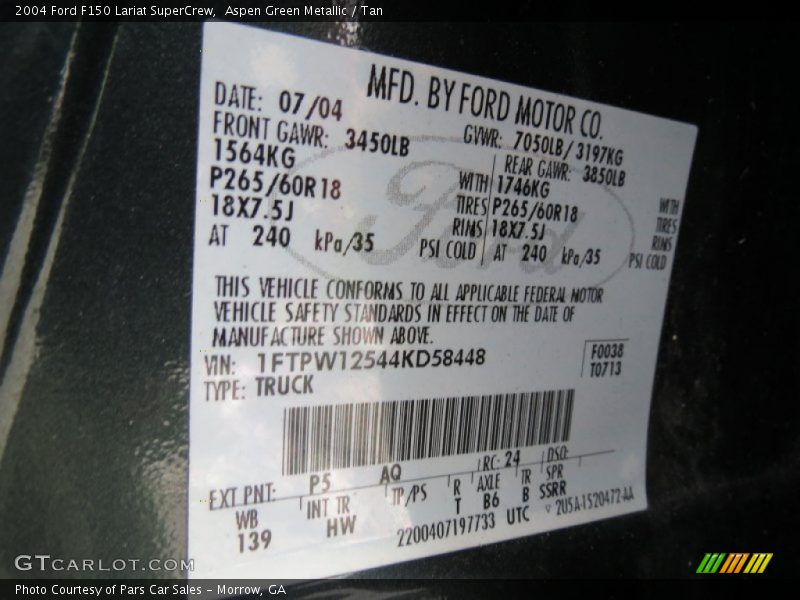 2004 Ford F150 Lariat SuperCrew, Aspen Green Metallic / Tan
MFD. BY FORD MOTOR CO.
DATE: 07/04 GVWR: 7050LB/3197KG
FRONT GAWR: 3450LB REAR GAWR: 3850LB
1564KG WITH 1746KG WITH
P265/60R18 TIRES P265/60R18 TIRES
18X7.5J RIMS 18X7.5J RIMS
AT 240 kPa/35 PSI COLD AT 240 kPa/35 PSI COLD
Ford
THIS VEHICLE CONFORMS TO ALL APPLICABLE FEDERAL MOTOR
VEHICLE SAFETY STANDARDS IN EFFECT ON THE DATE OF
MANUFACTURE SHOWN ABOVE.
VIN: 1FTPW12544KD58448 F0038
TYPE: TRUCK T0713
EXT PNT: P5 AQ RC: 24 DSO:
WB INT TR TP/PS R AXLE TR SPR
139 HW T B6 B SSRR
2200407197733 UTC ▽ 2U5A-1520472-AA
GTCARLOT.COM
Photo Courtesy of Pars Car Sales - Morrow, GA